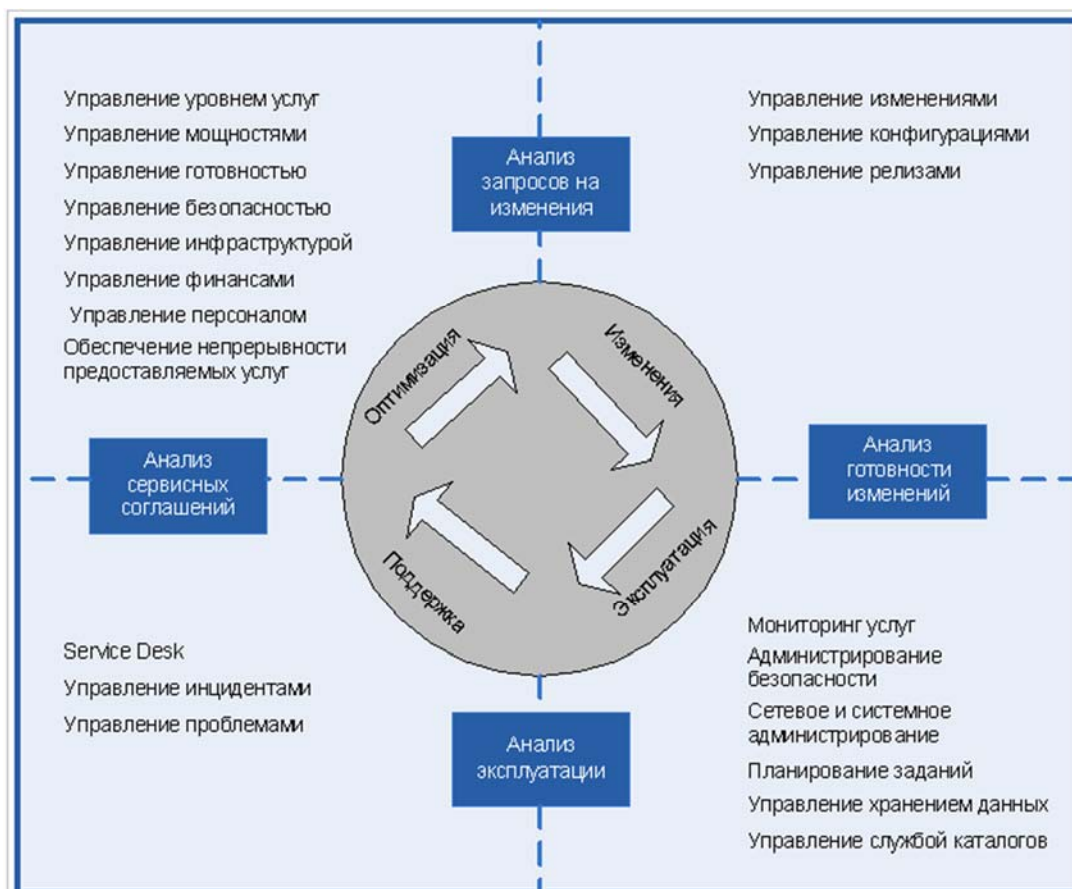 Управление уровнем услуг
Управление мощностями
Управление готовностью
Управление безопасностью
Управление инфраструктурой
Управление финансами
Управление персоналом
Обеспечение непрерывности
предоставляемых услуг
Анализ
запросов на
изменения
Управление изменениями
Управление конфигурациями
Управление релизами
Оптимизация
Изменения
Анализ
сервисных
соглашений
Анализ
готовности
изменений
Поддержка
Эксплуатация
Service Desk
Управление инцидентами
Управление проблемами
Анализ
эксплуатации
Мониторинг услуг
Администрирование
безопасности
Сетевое и системное
администрирование
Планирование заданий
Управление хранением данных
Управление службой каталогов